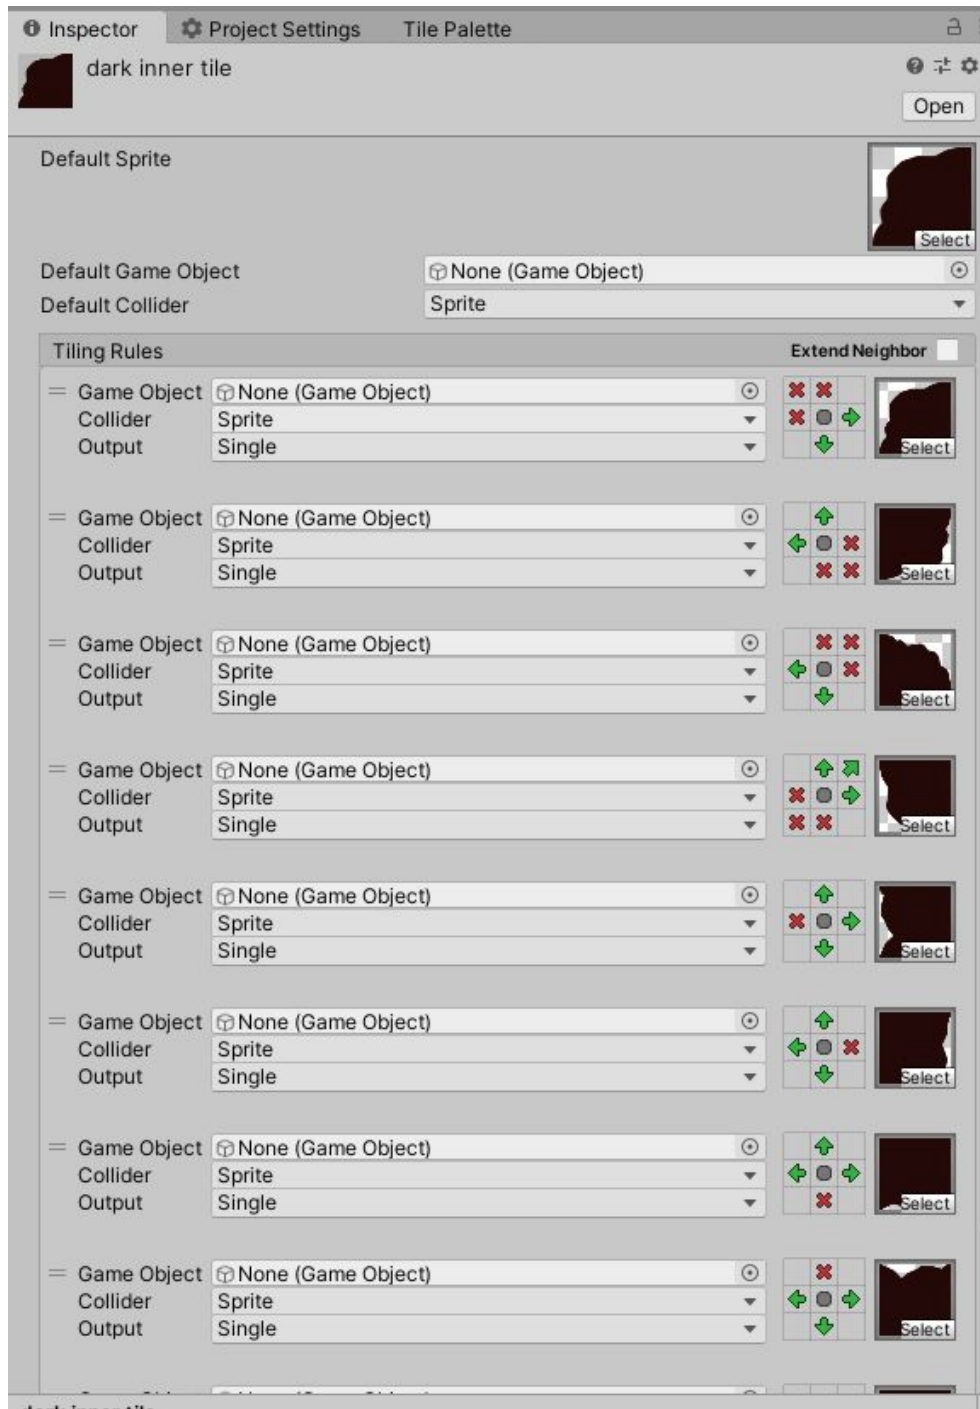 Inspector Project Settings Tile Palette
dark inner tile
Open
Default Sprite
Select
Default Game Object None (Game Object)
Default Collider Sprite
Tiling Rules Extend Neighbor
Game Object None (Game Object)
Collider Sprite
Output Single Select
Game Object None (Game Object)
Collider Sprite
Output Single Select
Game Object None (Game Object)
Collider Sprite
Output Single Select
Game Object None (Game Object)
Collider Sprite
Output Single Select
Game Object None (Game Object)
Collider Sprite
Output Single Select
Game Object None (Game Object)
Collider Sprite
Output Single Select
Game Object None (Game Object)
Collider Sprite
Output Single Select
Game Object None (Game Object)
Collider Sprite
Output Single Select
dark inner tile